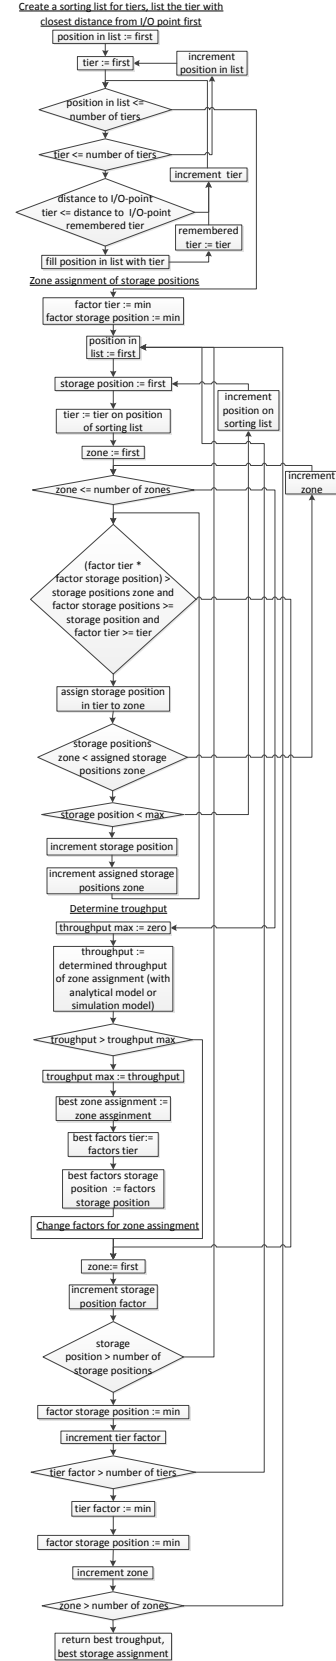 Create a sorting list for tiers, list the tier with
closest distance from I/O point first
position in list := first
tier := first
increment
position in list
position in list <=
number of tiers
tier <= number of tiers
increment tier
distance to I/O-point
tier <= distance to I/O-point
remembered tier
remembered
tier := tier
fill position in list with tier
Zone assignment of storage positions
factor tier := min
factor storage position := min
position in
list := first
storage position := first
increment
position on
sorting list
tier := tier on position
of sorting list
zone := first
increment
zone
zone <= number of zones
(factor tier *
factor storage position) >
storage positions zone and
factor storage positions >=
storage position and
factor tier >= tier
assign storage position
in tier to zone
storage positions
zone < assigned storage
positions zone
storage position < max
increment storage position
increment assigned storage
positions zone
Determine troughput
throughput max := zero
throughput :=
determined throughput
of zone assignment (with
analytical model or
simulation model)
troughput > troughput max
troughput max := throughput
best zone assignment :=
zone assginment
best factors tier:=
factors tier
best factors storage
position := factors
storage position
Change factors for zone assingment
zone:= first
increment storage
position factor
storage
position > number of
storage positions
factor storage position := min
increment tier factor
tier factor > number of tiers
tier factor := min
factor storage position := min
increment zone
zone > number of zones
return best troughput,
best storage assignment